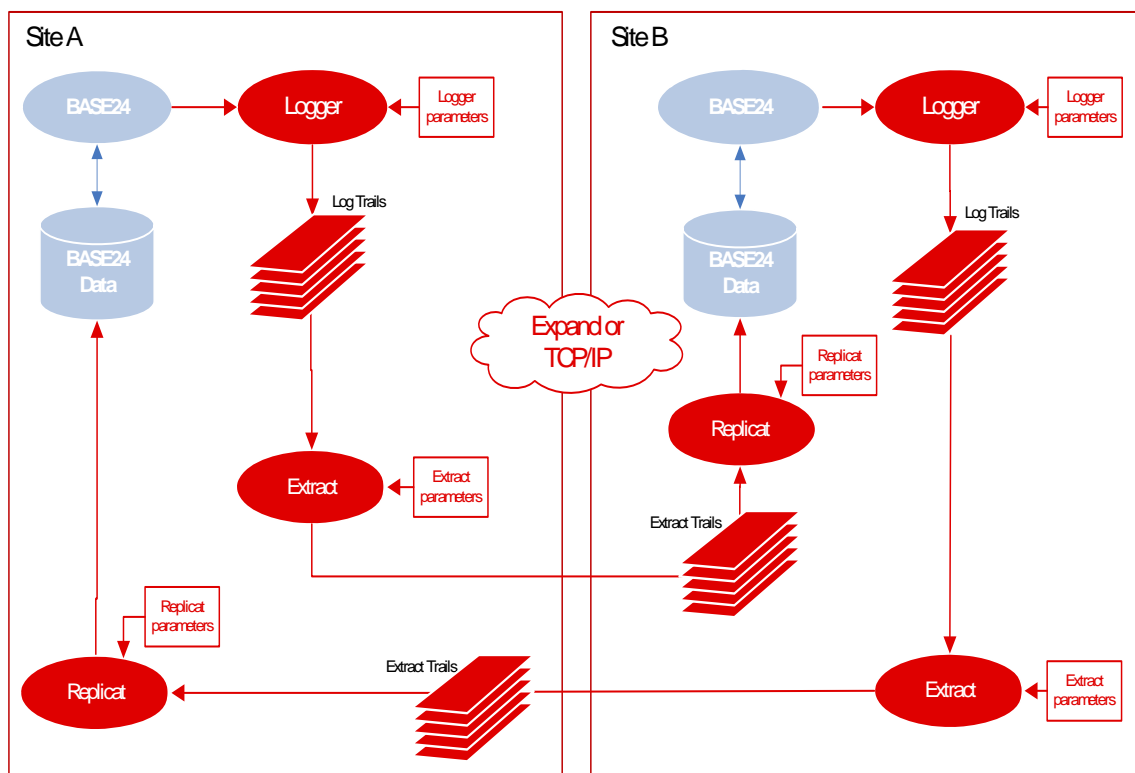 Site A
BASE24
Logger
Logger
parameters
Log Trails
BASE24
Data
Extract
Extract
parameters
Replicat
parameters
Replicat
Extract Trails
Expand or
TCP/IP
Site B
BASE24
Logger
Logger
parameters
Log Trails
BASE24
Data
Replicat
parameters
Replicat
Extract Trails
Extract
Extract
parameters